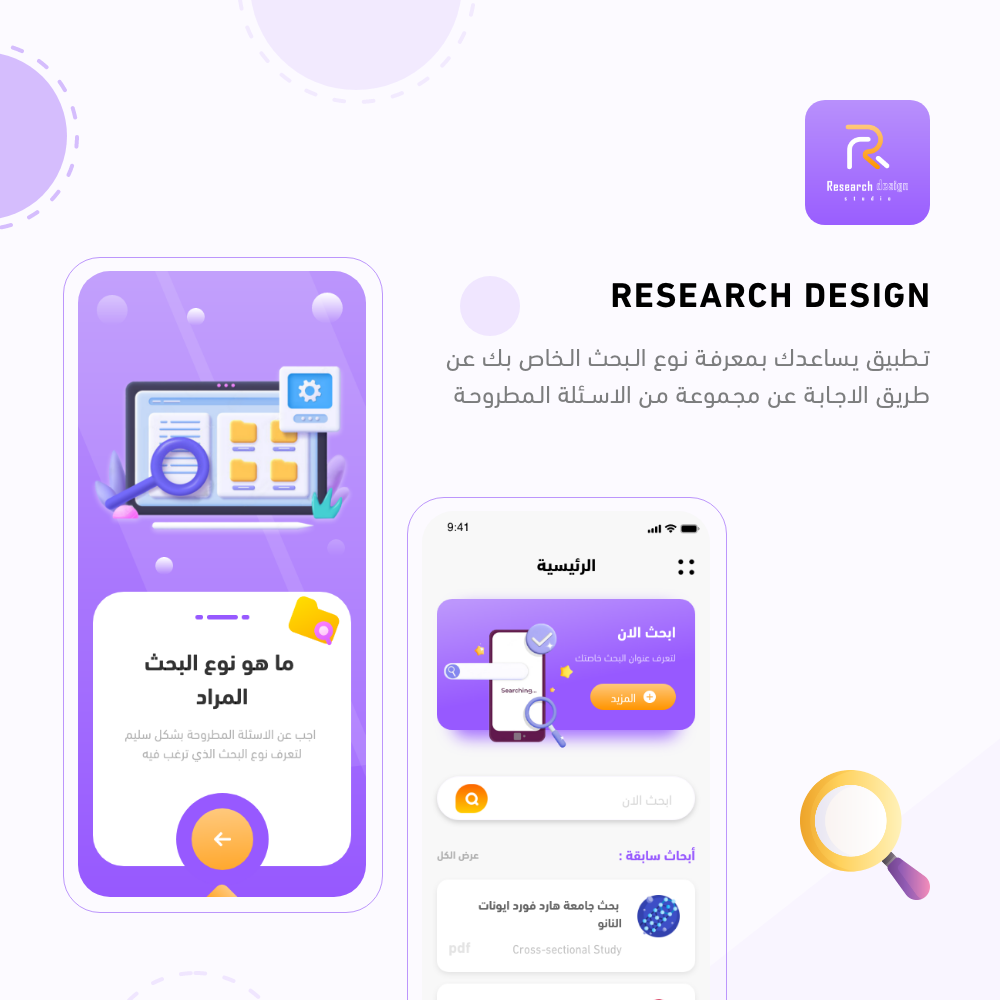 Research design
studio
RESEARCH DESIGN
تطبيق يساعدك بمعرفة نوع البحث الخاص بك عن
طريق الاجابة عن مجموعة من الاسئلة المطروحة
ما هو نوع البحث
المراد
اجب عن الاسئلة المطروحة بشكل سليم
لتعرف نوع البحث الذي ترغب فيه
9:41
الرئيسية
ابحث الان
لتعرف عنوان البحث خاصتك
المزيد
Searching..
ابحث الان
أبحاث سابقة :
عرض الكل
بحث جامعة هارد فورد ايونات
النانو
Cross-sectional Study
pdf